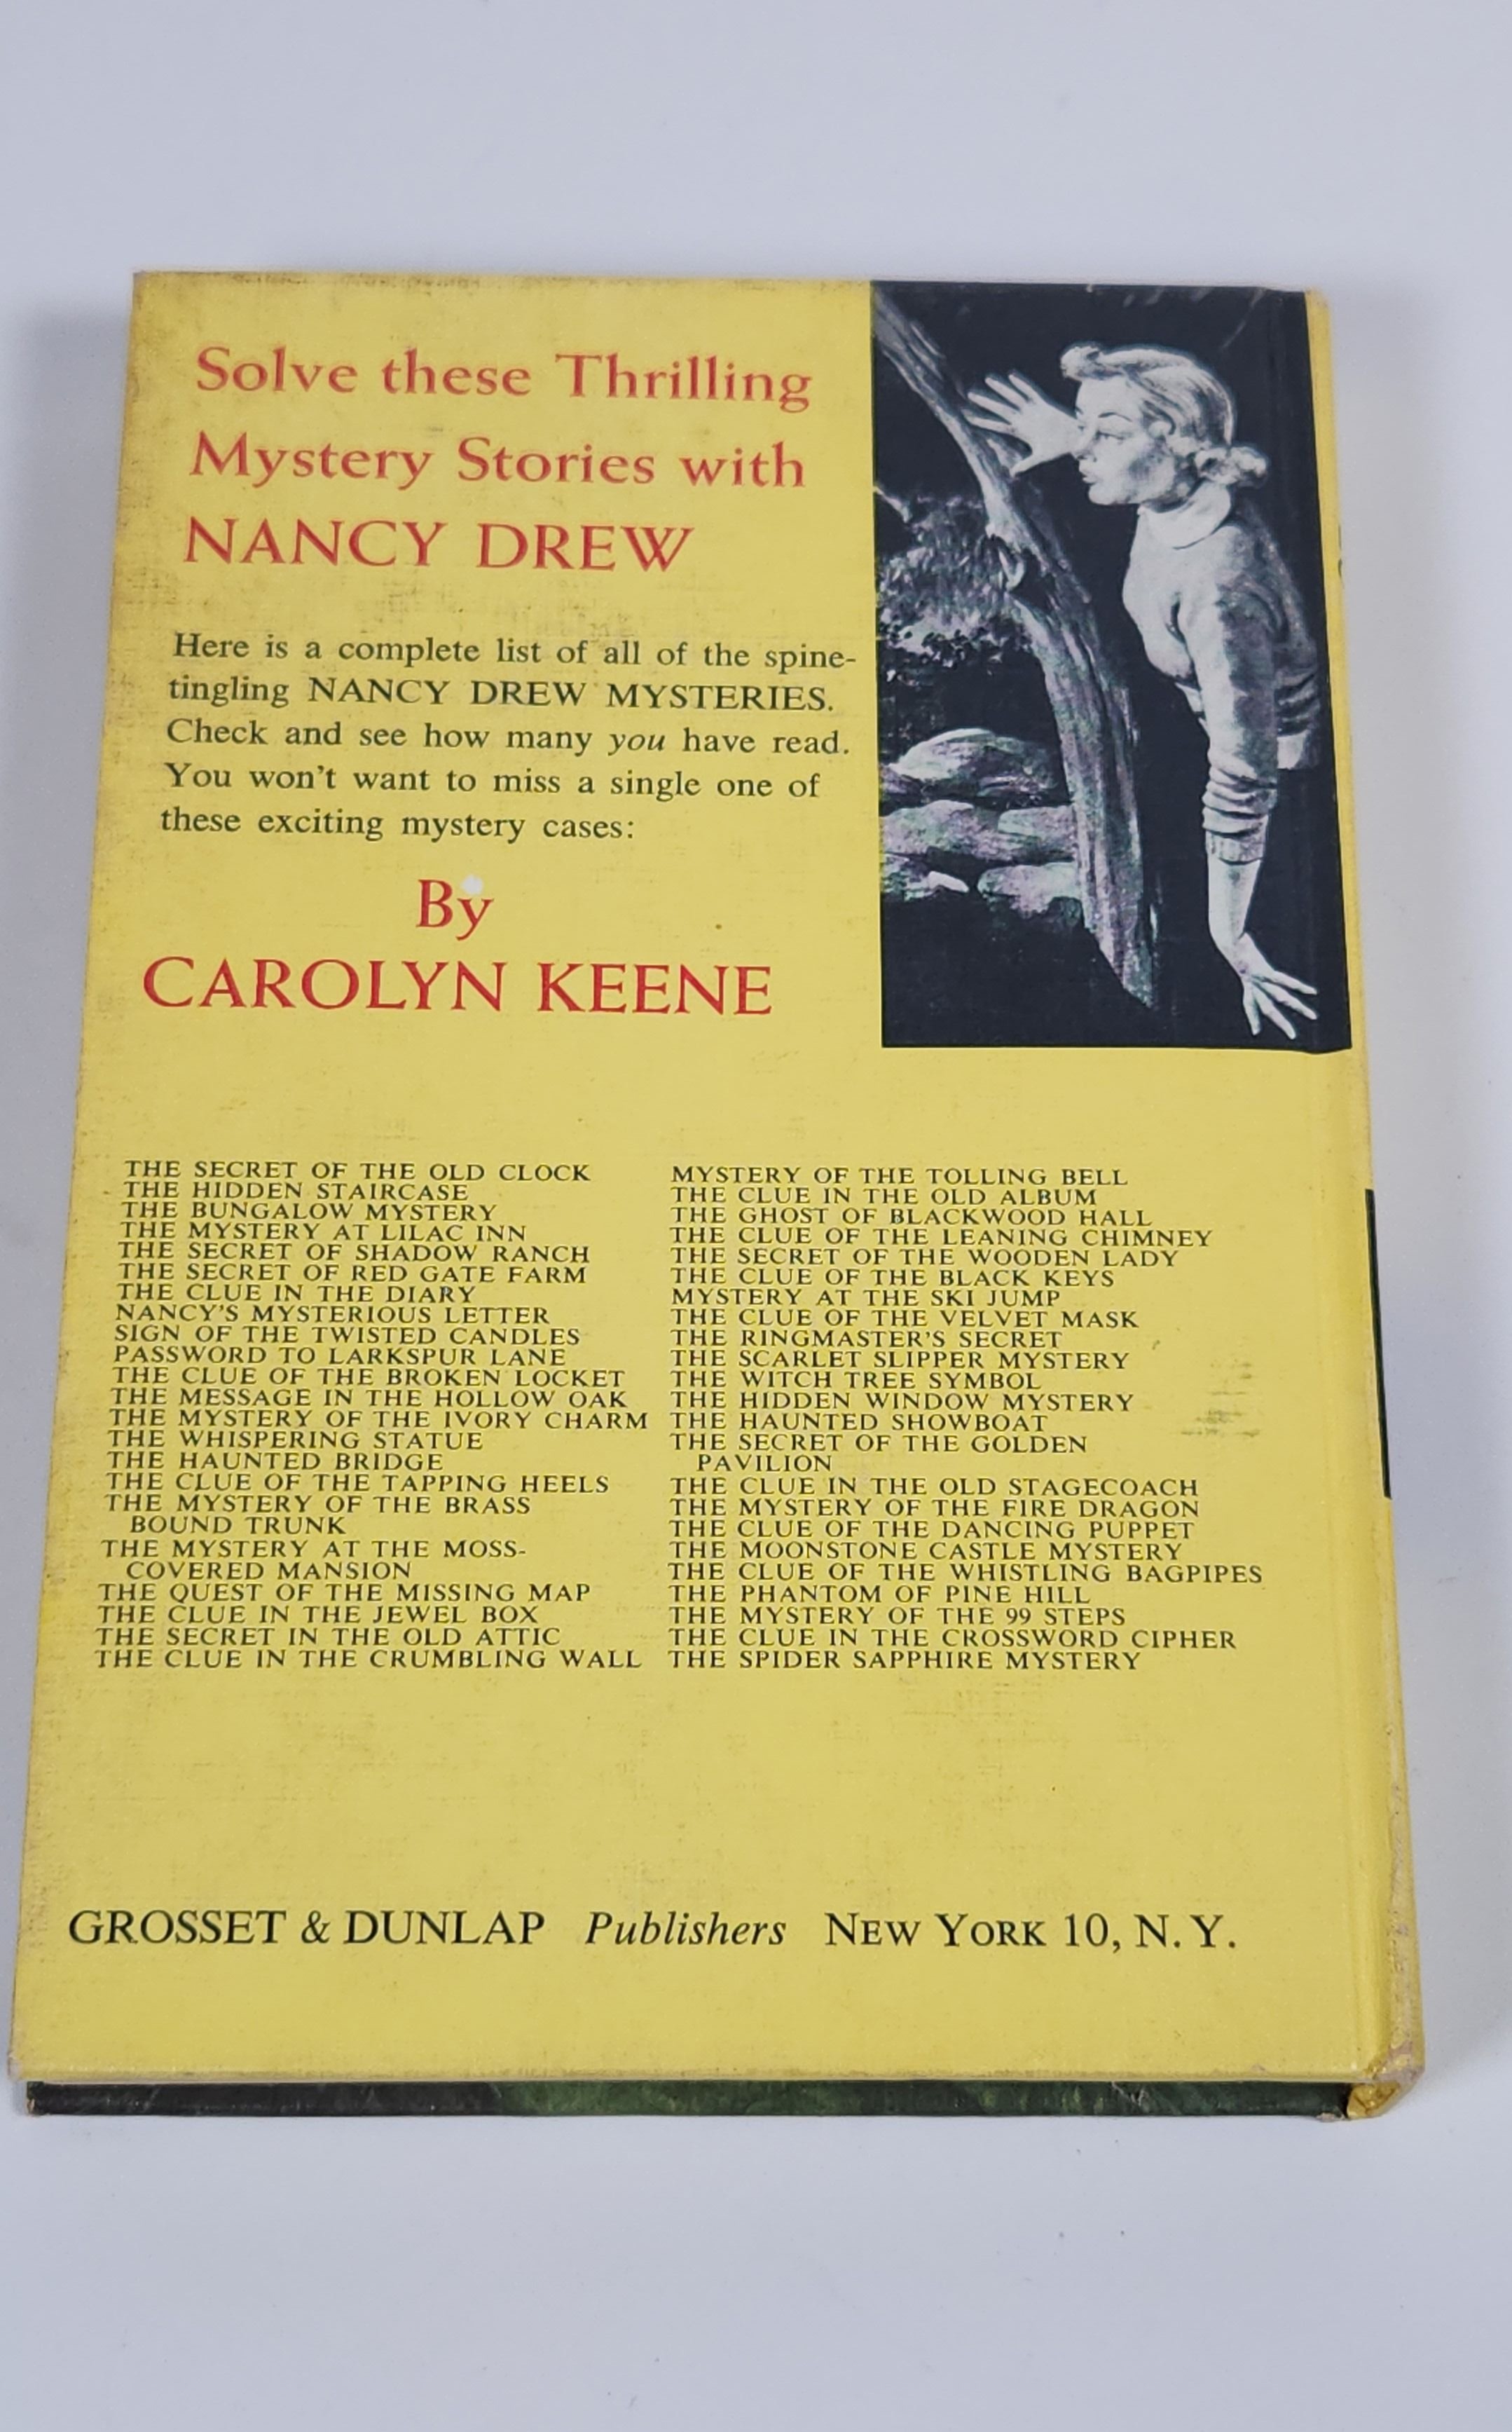 Solve these Thrilling
Mystery Stories with
NANCY DREW
Here is a complete list of all of the spine-
tingling NANCY DREW MYSTERIES.
Check and see how many you have read.
You won't want to miss a single one of
these exciting mystery cases:
By
CAROLYN KEENE
THE SECRET OF THE OLD CLOCK
THE HIDDEN STAIRCASE
THE BUNGALOW MYSTERY
THE MYSTERY AT LILAC INN
THE SECRET OF SHADOW RANCH
THE SECRET OF RED GATE FARM
THE CLUE IN THE DIARY
NANCY'S MYSTERIOUS LETTER
SIGN OF THE TWISTED CANDLES
PASSWORD TO LARKSPUR LANE
THE CLUE OF THE BROKEN LOCKET
THE MESSAGE IN THE HOLLOW OAK
THE MYSTERY OF THE IVORY CHARM
THE WHISPERING STATUE
THE HAUNTED BRIDGE
THE CLUE OF THE TAPPING HEELS
THE MYSTERY OF THE BRASS
BOUND TRUNK
THE MYSTERY AT THE MOSS-
COVERED MANSION
THE QUEST OF THE MISSING MAP
THE CLUE IN THE JEWEL BOX
THE SECRET IN THE OLD ATTIC
THE CLUE IN THE CRUMBLING WALL
MYSTERY OF THE TOLLING BELL
THE CLUE IN THE OLD ALBUM
THE GHOST OF BLACKWOOD HALL
THE CLUE OF THE LEANING CHIMNEY
THE SECRET OF THE WOODEN LADY
THE CLUE OF THE BLACK KEYS
MYSTERY AT THE SKI JUMP
THE CLUE OF THE VELVET MASK
THE RINGMASTER'S SECRET
THE SCARLET SLIPPER MYSTERY
THE WITCH TREE SYMBOL
THE HIDDEN WINDOW MYSTERY
THE HAUNTED SHOWBOAT
THE SECRET OF THE GOLDEN
PAVILION
THE CLUE IN THE OLD STAGECOACH
THE MYSTERY OF THE FIRE DRAGON
THE CLUE OF THE DANCING PUPPET
THE MOONSTONE CASTLE MYSTERY
THE CLUE OF THE WHISTLING BAGPIPES
THE PHANTOM OF PINE HILL
THE MYSTERY OF THE 99 STEPS
THE CLUE IN THE CROSSWORD CIPHER
THE SPIDER SAPPHIRE MYSTERY
GROSSET & DUNLAP Publishers NEW YORK 10, N. Y.